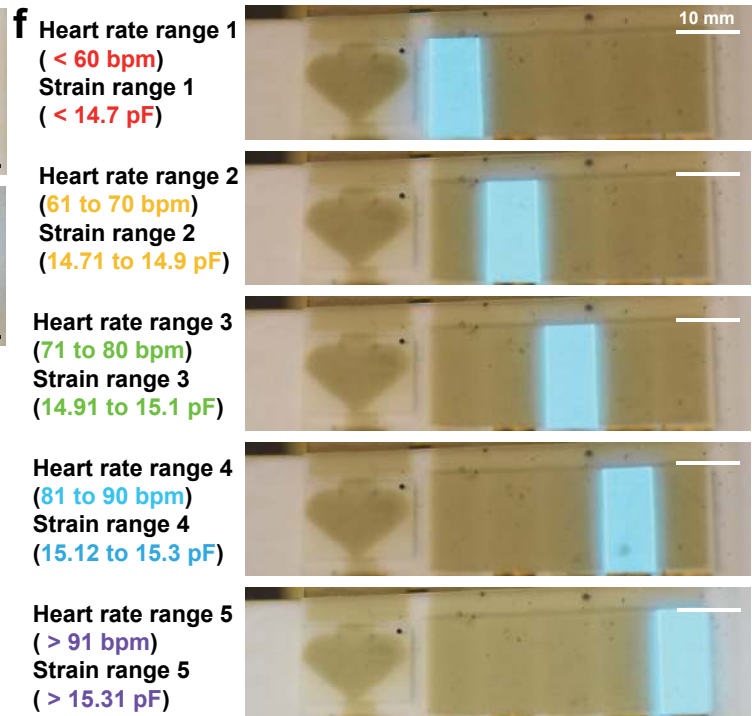 f
Heart rate range 1
( < 60 bpm)
Strain range 1
( < 14.7 pF)
10 mm
Heart rate range 2
(61 to 70 bpm)
Strain range 2
(14.71 to 14.9 pF)
Heart rate range 3
(71 to 80 bpm)
Strain range 3
(14.91 to 15.1 pF)
Heart rate range 4
(81 to 90 bpm)
Strain range 4
(15.12 to 15.3 pF)
Heart rate range 5
( > 91 bpm)
Strain range 5
( > 15.31 pF)